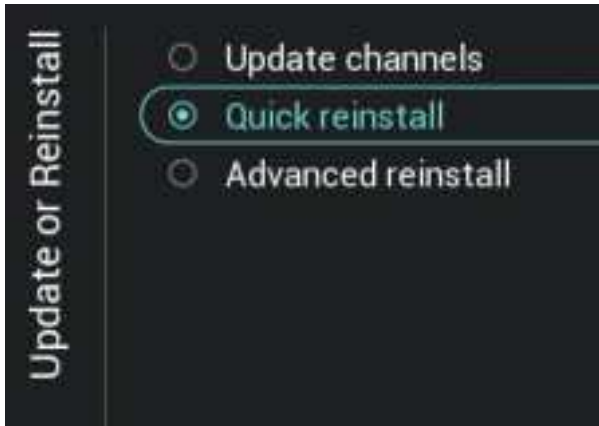 Update or Reinstall
Update channels
Quick reinstall
Advanced reinstall